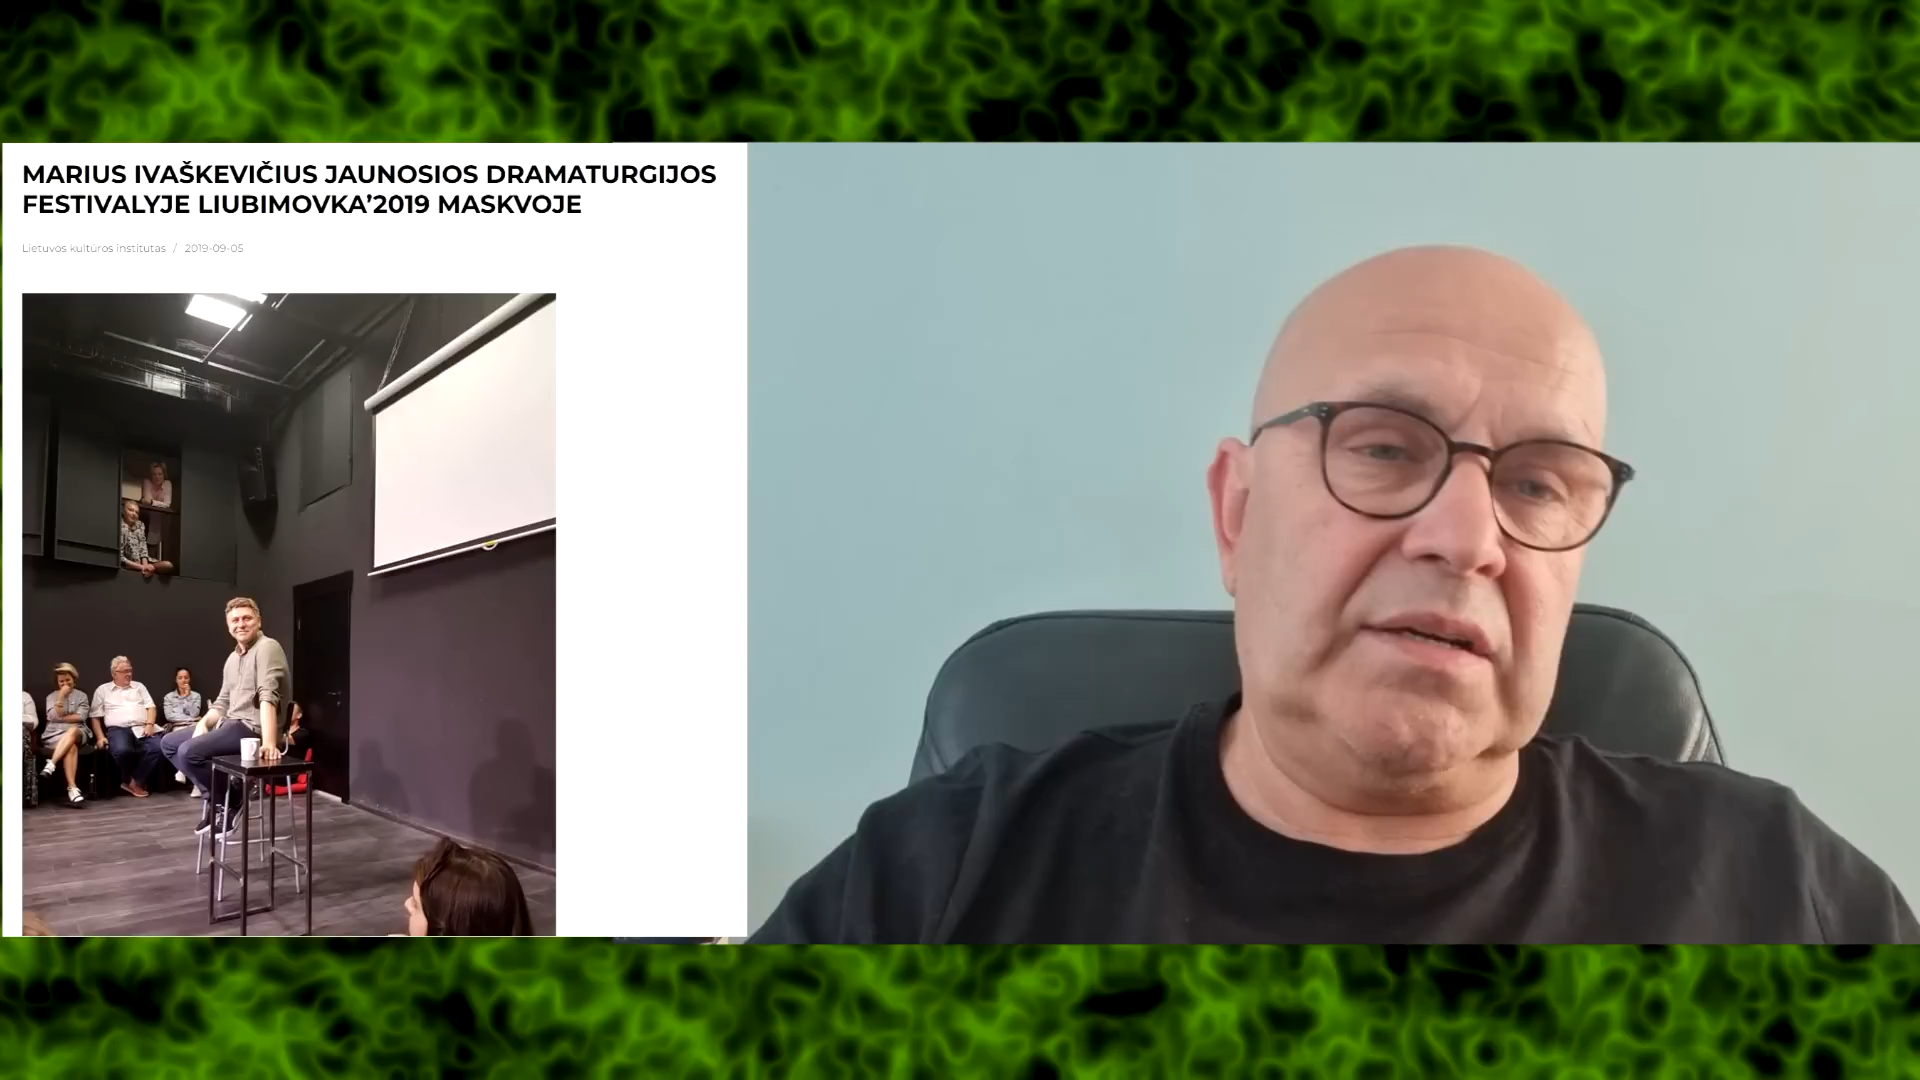 MARIUS IVAŠKEVIČIUS JAUNOSIOS DRAMATURGIJOS
FESTIVALYJE LIUBIMOVKA’2019 MASKVOJE
Lietuvos kultūros institutas / 2019-09-05